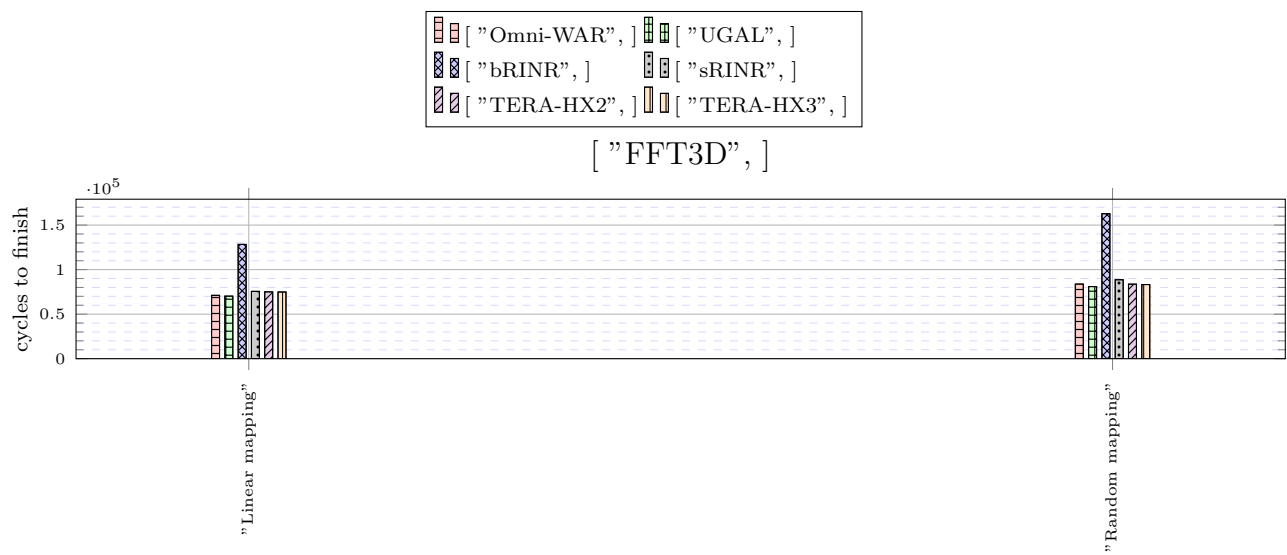 [ ”Omni-WAR”, ] [ ”UGAL”, ]
[ ”bRINR”, ] [ ”sRINR”, ]
[ ”TERA-HX2”, ] [ ”TERA-HX3”, ]
[ ”FFT3D”, ]
·10^5
cycles to finish
1.5
1
0.5
0
”Linear mapping”
”Random mapping”